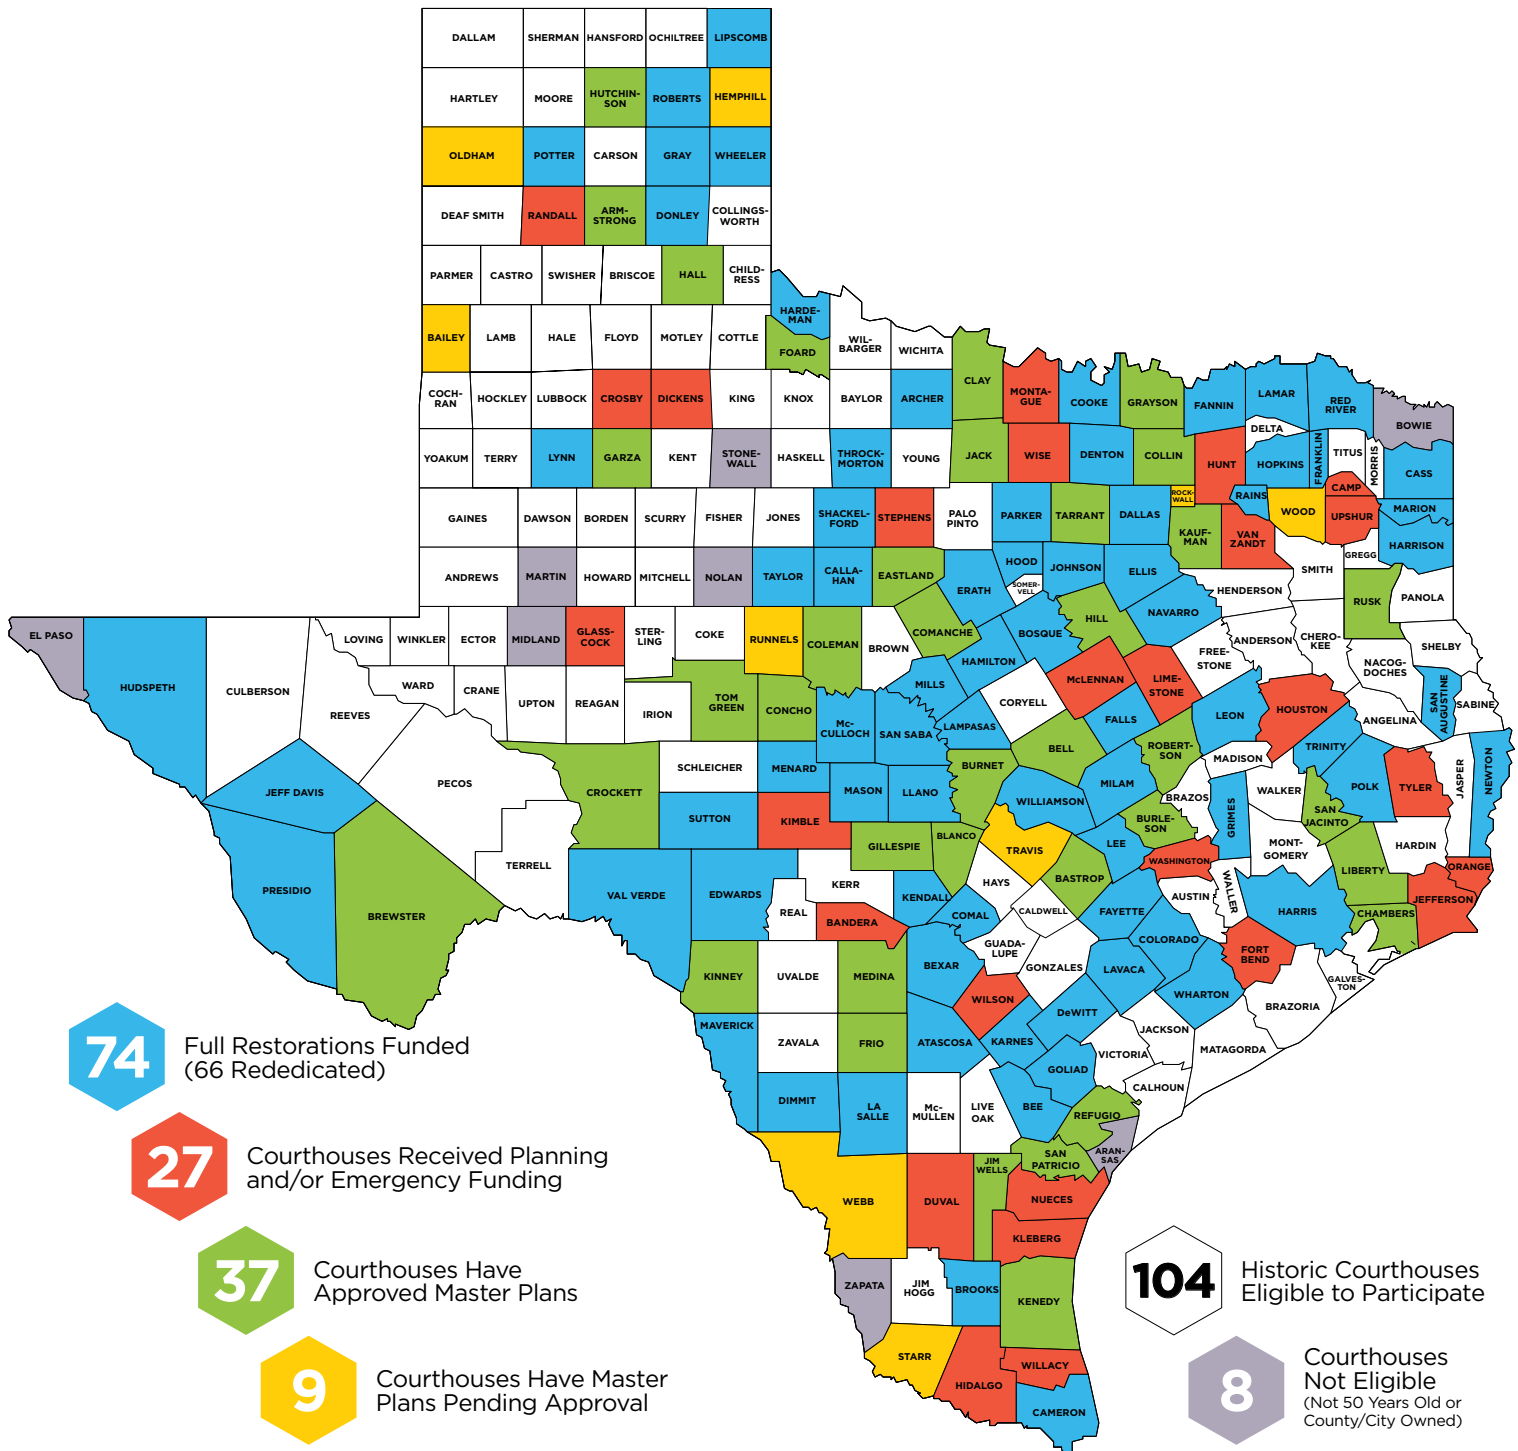 DALLAM
SHERMAN
HANSFORD
OCHILTREE
LIPSCOMB
HARTLEY
MOORE
HUTCHIN-
SON
ROBERTS
HEMPHILL
OLDHAM
POTTER
CARSON
GRAY
WHEELER
DEAF SMITH
RANDALL
ARM-
STRONG
DONLEY
COLLINGS-
WORTH
PARMER
CASTRO
SWISHER
BRISCOE
HALL
CHILD-
RESS
HARDE-
MAN
BAILEY
LAMB
HALE
FLOYD
MOTLEY
COTTLE
FOARD
WIL-
BARGER
WICHITA
CLAY
MONTA-
GUE
COOKE
GRAYSON
FANNIN
LAMAR
RED
RIVER
BOWIE
COCH-
RAN
HOCKLEY
LUBBOCK
CROSBY
DICKENS
KING
KNOX
BAYLOR
ARCHER
DELTA
YOAKUM
TERRY
LYNN
GARZA
KENT
STONE-
WALL
HASKELL
THROCK-
MORTON
YOUNG
JACK
WISE
DENTON
COLLIN
HUNT
HOPKINS
FRANKLIN
TITUS
MORRIS
CASS
CAMP
RAINS
ROCK-
WALL
GAINES
DAWSON
BORDEN
SCURRY
FISHER
JONES
SHACKEL-
FORD
STEPHENS
PALO
PINTO
PARKER
TARRANT
DALLAS
KAUF-
MAN
VAN
ZANDT
WOOD
UPSHUR
MARION
HARRISON
GREGG
ANDREWS
MARTIN
HOWARD
MITCHELL
NOLAN
TAYLOR
CALLA-
HAN
EASTLAND
ERATH
HOOD
SOMER-
VELL
JOHNSON
ELLIS
HENDERSON
SMITH
RUSK
PANOLA
EL PASO
HUDSPETH
CULBERSON
REEVES
LOVING
WINKLER
ECTOR
MIDLAND
GLASS-
COCK
STER-
LING
COKE
RUNNELS
COLEMAN
BROWN
COMANCHE
HAMILTON
BOSQUE
HILL
NAVARRO
FREE-
STONE
ANDERSON
CHERO-
KEE
NACOG-
DOCHES
SHELBY
WARD
CRANE
UPTON
REAGAN
IRION
TOM
GREEN
CONCHO
Mc-
CULLOCH
SAN SABA
MILLS
LAMPASAS
CORYELL
McLENNAN
LIME-
STONE
FALLS
LEON
HOUSTON
ANGELINA
SAN
AUGUSTINE
SABINE
JEFF DAVIS
PECOS
CROCKETT
SCHLEICHER
MENARD
MASON
LLANO
BURNET
BELL
WILLIAMSON
MILAM
ROBERT-
SON
MADISON
BRAZOS
GRIMES
WALKER
TRINITY
SAN
JACINTO
POLK
TYLER
JASPER
NEWTON
PRESIDIO
BREWSTER
TERRELL
SUTTON
KIMBLE
GILLESPIE
BLANCO
TRAVIS
BASTROP
LEE
BURLE-
SON
WASHINGTON
MONT-
GOMERY
LIBERTY
HARDIN
ORANGE
JEFFERSON
CHAMBERS
VAL VERDE
EDWARDS
REAL
KERR
BANDERA
KENDALL
COMAL
HAYS
CALDWELL
FAYETTE
AUSTIN
WALLER
HARRIS
GALVES-
TON
KINNEY
UVALDE
MEDINA
BEXAR
GUADA-
LUPE
GONZALES
LAVACA
COLORADO
FORT
BEND
WHARTON
BRAZORIA
MAVERICK
ZAVALA
FRIO
ATASCOSA
WILSON
KARNES
DeWITT
JACKSON
VICTORIA
MATAGORDA
CALHOUN
DIMMIT
LA
SALLE
Mc-
MULLEN
LIVE
OAK
BEE
GOLIAD
REFUGIO
ARAN-
SAS
SAN
PATRICIO
WEBB
DUVAL
JIM
WELLS
NUECES
KLEBERG
ZAPATA
JIM
HOGG
BROOKS
KENEDY
STARR
HIDALGO
WILLACY
CAMERON
74
Full Restorations Funded
(66 Rededicated)
27
Courthouses Received Planning
and/or Emergency Funding
37
Courthouses Have
Approved Master Plans
9
Courthouses Have Master
Plans Pending Approval
104
Historic Courthouses
Eligible to Participate
8
Courthouses
Not Eligible
(Not 50 Years Old or
County/City Owned)